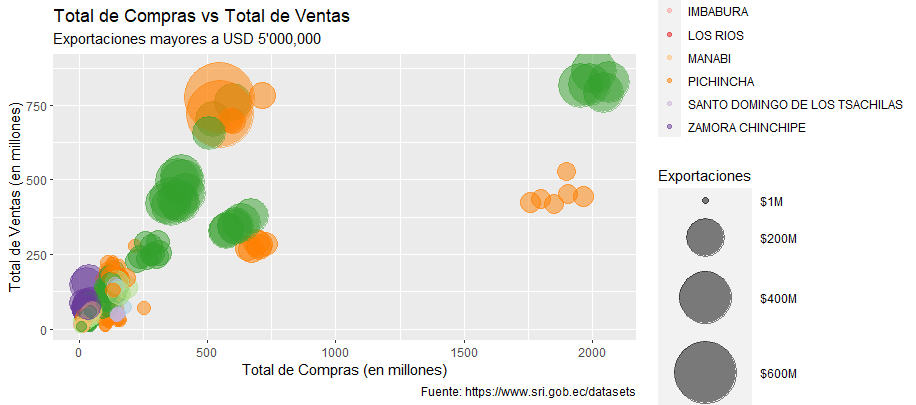 Total de Compras vs Total de Ventas
Exportaciones mayores a USD 5'000,000
Total de Ventas (en millones)
750
500
250
0
0
500
1000
1500
2000
Total de Compras (en millones)
Fuente: https://www.sri.gob.ec/datasets
IMBABURA
LOS RIOS
MANABI
PICHINCHA
SANTO DOMINGO DE LOS TSACHILAS
ZAMORA CHINCHIPE
Exportaciones
$1M
$200M
$400M
$600M